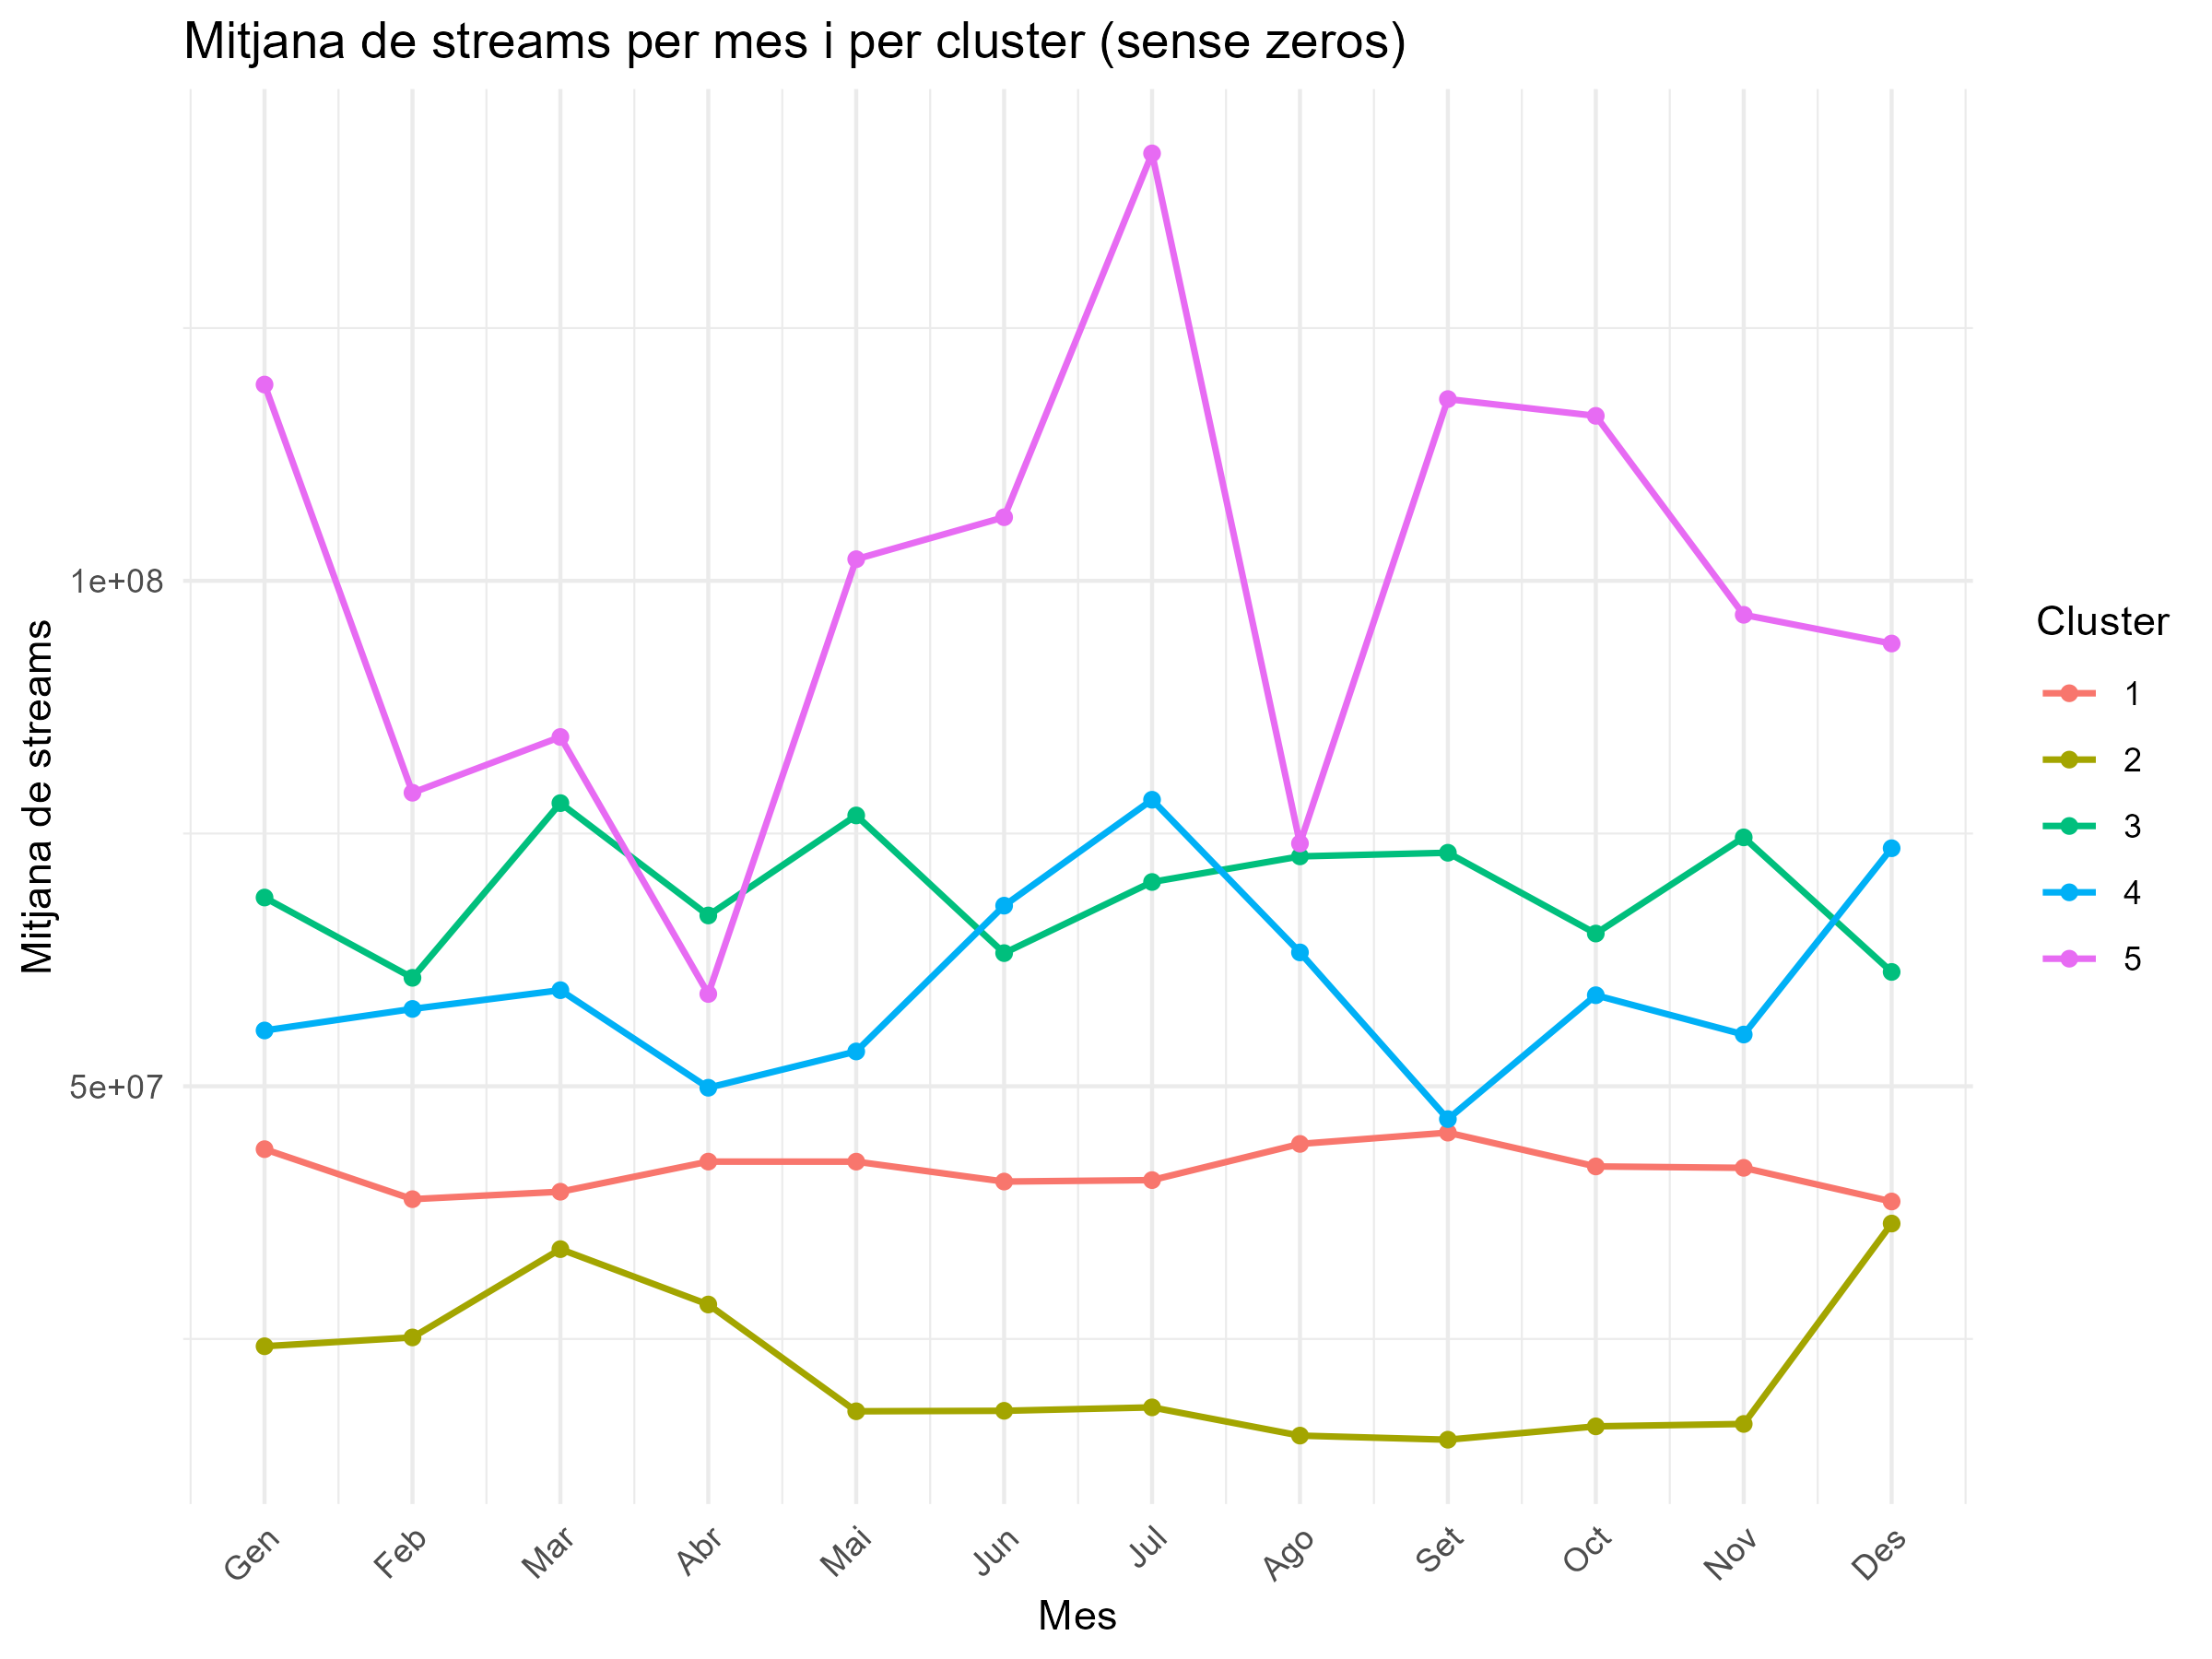 Mitjana de streams per mes i per cluster (sense zeros)
Mitjana de streams
1e+08
5e+07
Gen
Feb
Mar
Abr
Mai
Jun
Jul
Ago
Set
Oct
Nov
Des
Mes
Cluster
1
2
3
4
5